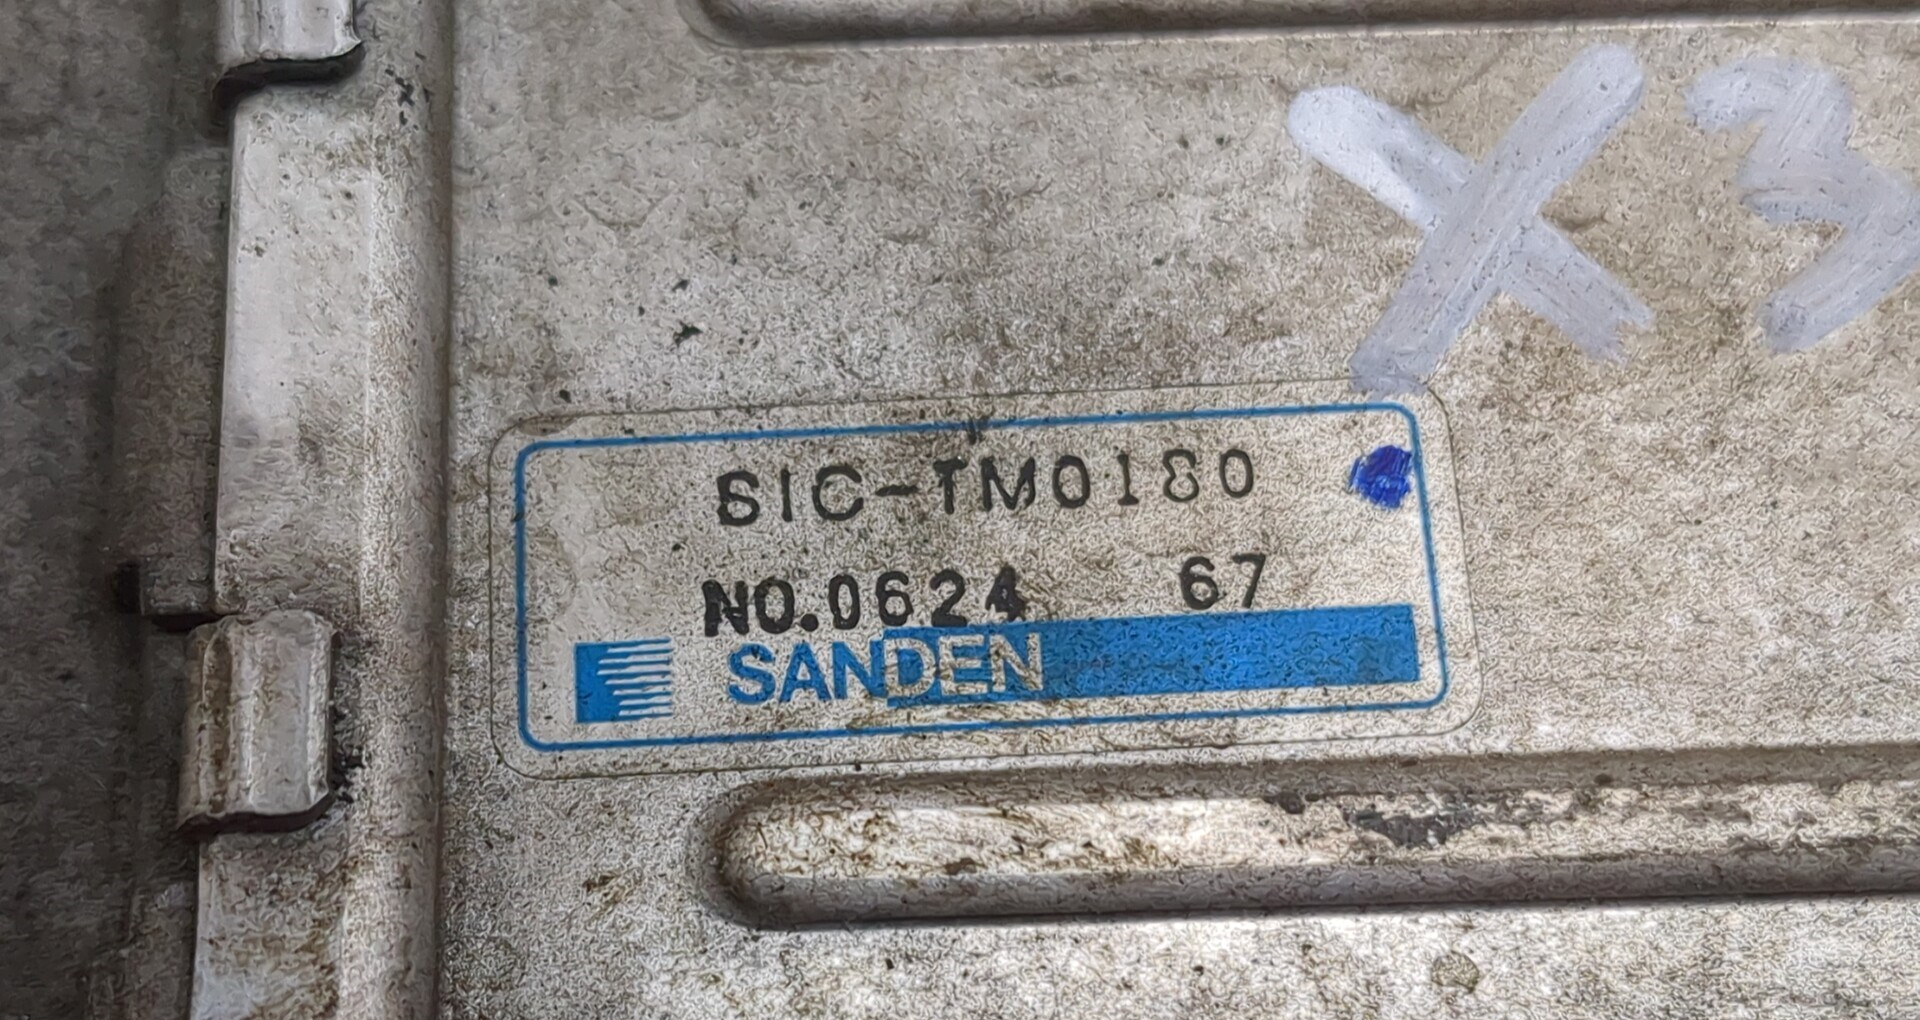 X3
SIC-TM0180
NO.0624 67
SANDEN